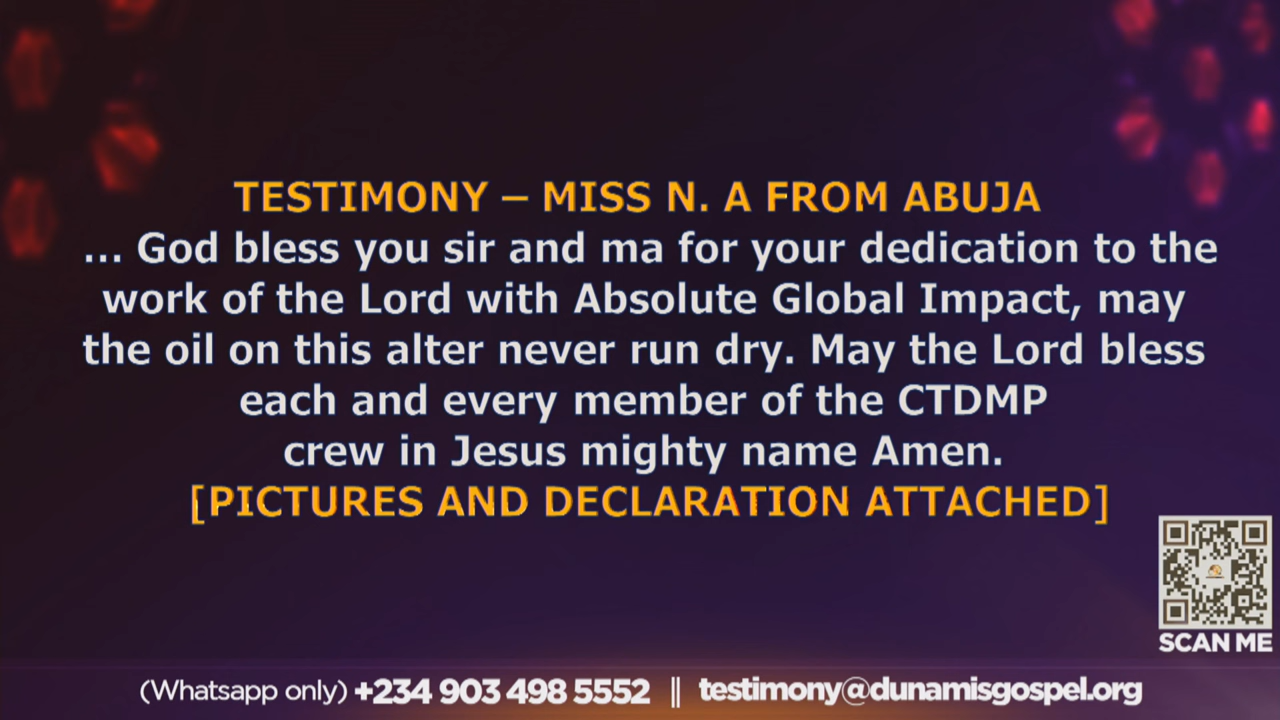 TESTIMONY – MISS N. A FROM ABUJA
... God bless you sir and ma for your dedication to the
work of the Lord with Absolute Global Impact, may
the oil on this alter never run dry. May the Lord bless
each and every member of the CTDMP
crew in Jesus mighty name Amen.
[PICTURES AND DECLARATION ATTACHED]
SCAN ME
(Whatsapp only) +234 903 498 5552 || testimony@dunamisgospel.org